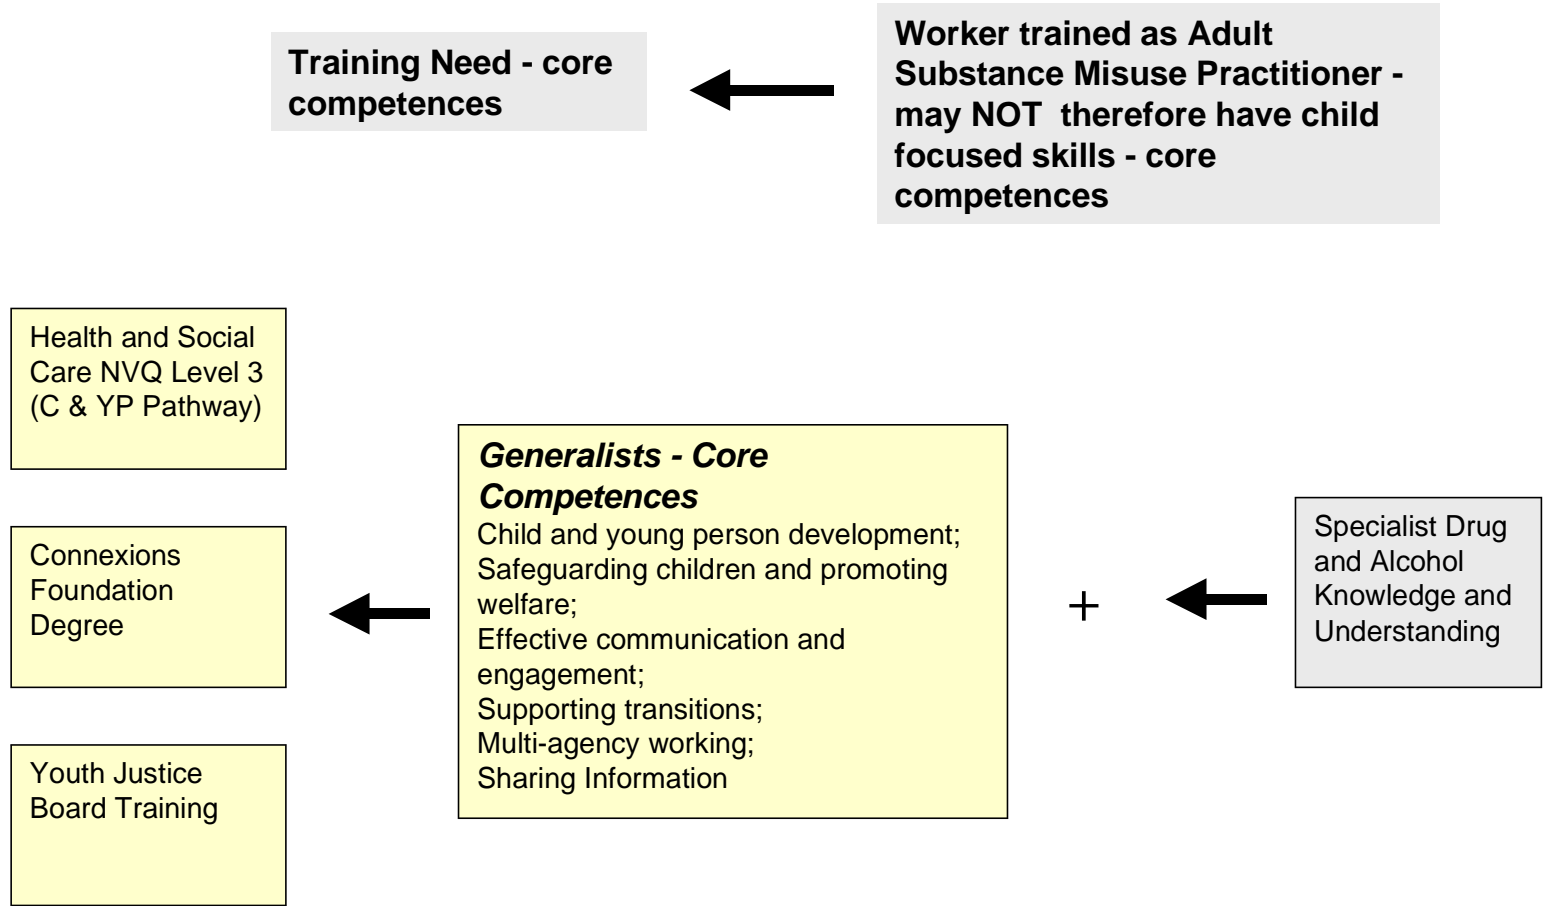 Training Need - core
competences
Worker trained as Adult
Substance Misuse Practitioner -
may NOT therefore have child
focused skills - core
competences
Health and Social
Care NVQ Level 3
(C & YP Pathway)
Connexions
Foundation
Degree
Youth Justice
Board Training
Generalists - Core
Competences
Child and young person development;
Safeguarding children and promoting
welfare;
Effective communication and
engagement;
Supporting transitions;
Multi-agency working;
Sharing Information
+
Specialist Drug
and Alcohol
Knowledge and
Understanding